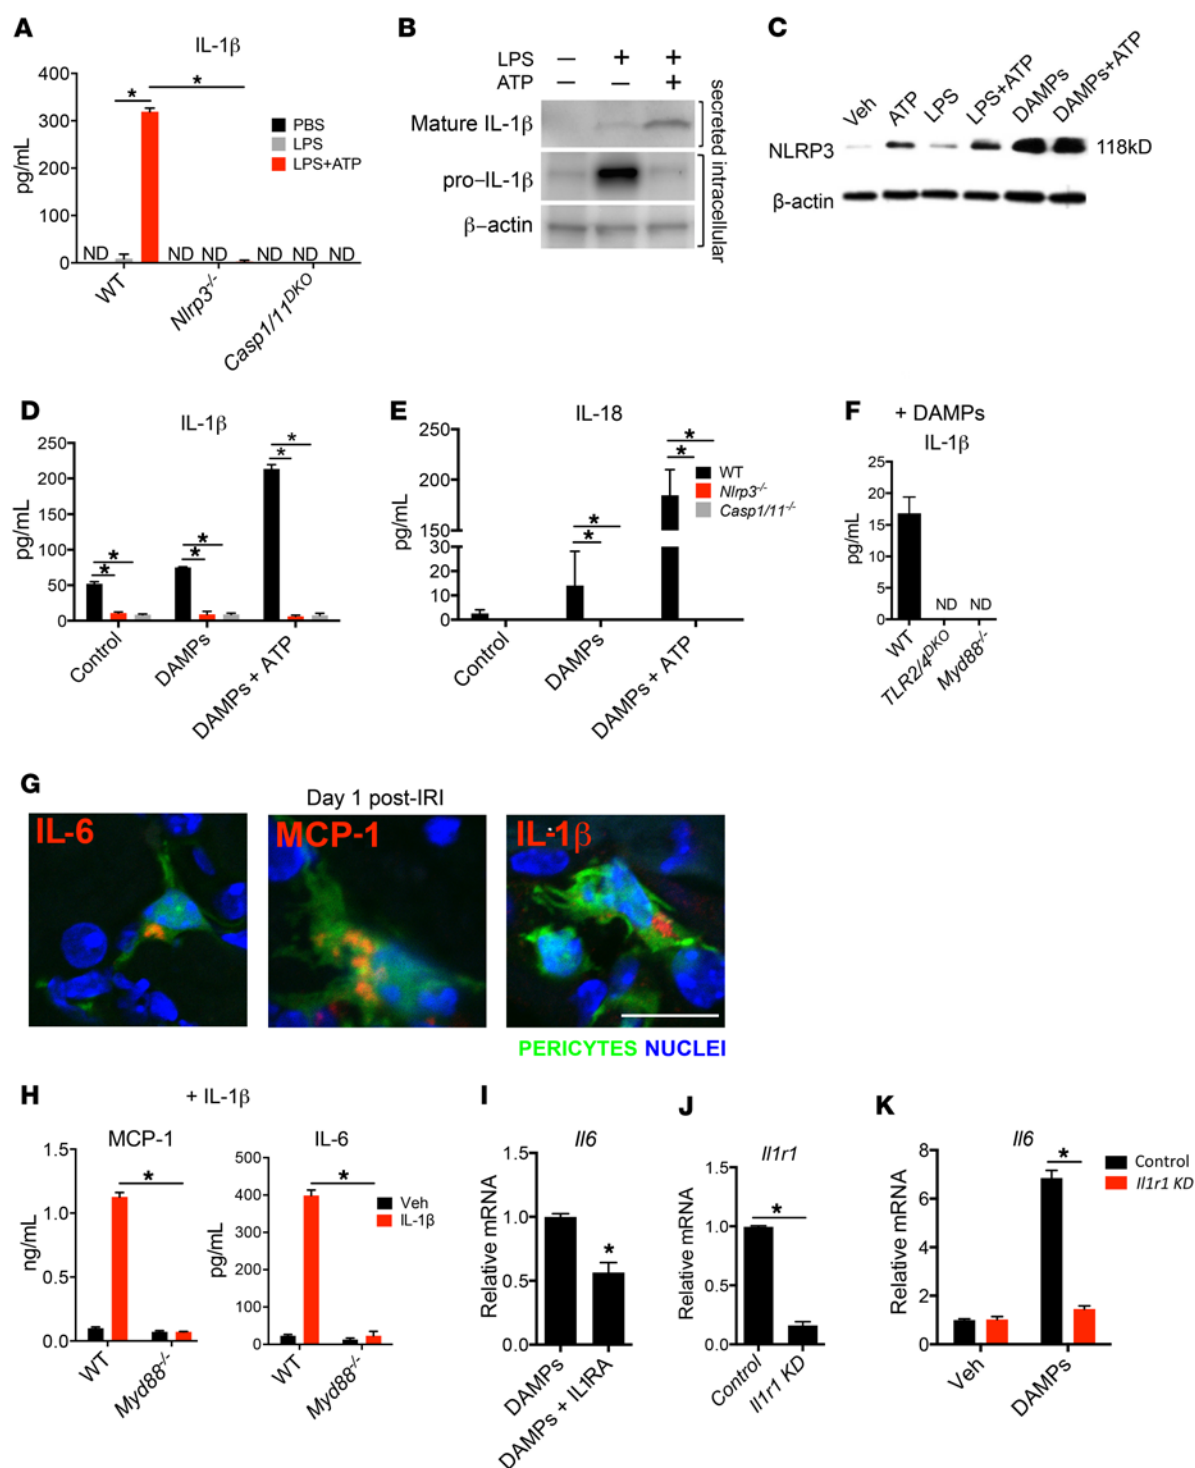 A
IL-1β
400
300
200
100
0
pg/mL
PBS
LPS
LPS+ATP
*
*
ND
ND ND
ND ND ND
WT
Nlrp3-/-
Casp1/11DKO
B
LPS — + +
ATP — — +
Mature IL-1β
pro–IL-1β
β–actin
secreted
intracellular
C
Veh
ATP
LPS
LPS+ATP
DAMPs
DAMPs+ATP
NLRP3
118kD
β-actin
D
IL-1β
250
200
150
100
50
0
pg/mL
*
*
*
*
*
*
Control
DAMPs
DAMPs + ATP
E
IL-18
250
200
150
30
20
10
0
pg/mL
*
*
*
*
WT
Nlrp3-/-
Casp1/11-/-
Control
DAMPs
DAMPs + ATP
F
+ DAMPs
IL-1β
25
20
15
10
5
0
pg/mL
ND ND
WT
TLR2/4DKO
Myd88-/-
G
Day 1 post-IRI
IL-6
MCP-1
IL-1β
PERICYTES NUCLEI
H
+ IL-1β
MCP-1
1.5
1.0
0.5
0.0
ng/mL
*
WT
Myd88-/-
IL-6
500
400
300
200
100
0
pg/mL
*
Veh
IL-1β
WT
Myd88-/-
I
Il6
1.5
1.0
0.5
0.0
Relative mRNA
*
DAMPs
DAMPs + IL1RA
J
Il1r1
1.5
1.0
0.5
0.0
Relative mRNA
*
Control
Il1r1 KD
K
Il6
8
6
4
2
0
Relative mRNA
*
Control
Il1r1 KD
Veh
DAMPs